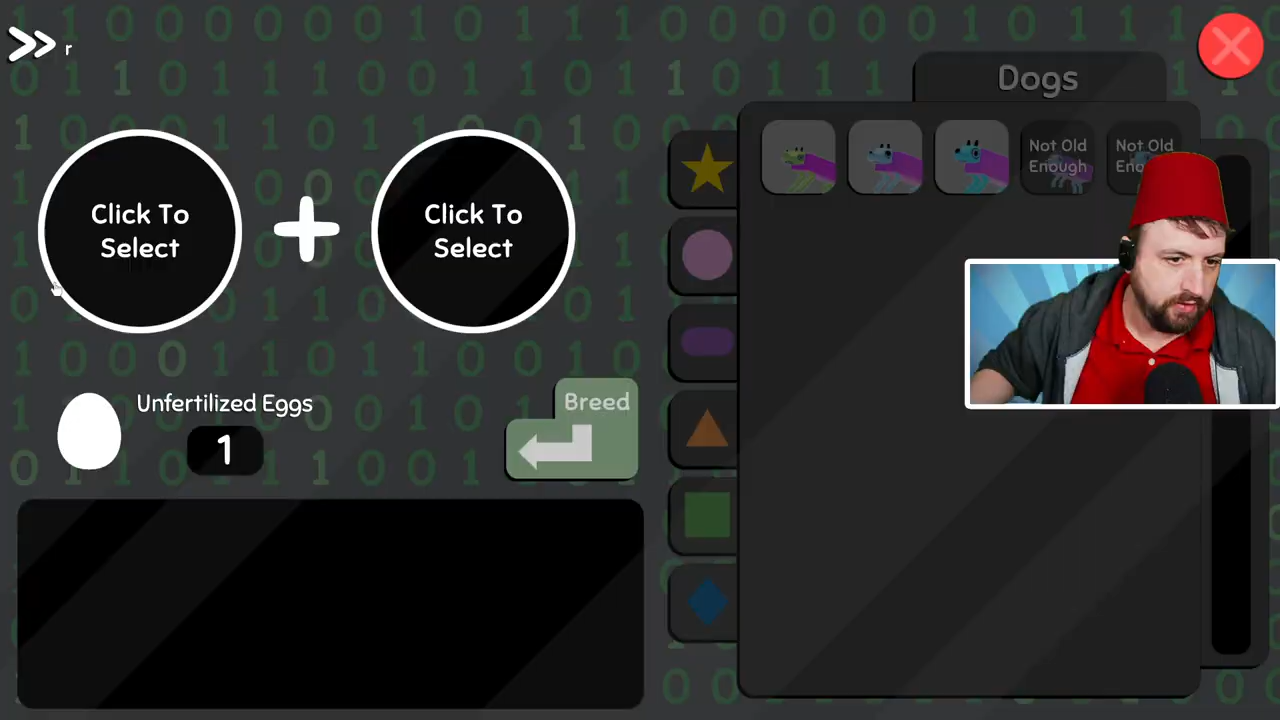 r
Dogs
Click To
Select
Click To
Select
Not Old
Enough
Not Old
Unfertilized Eggs
1
Breed